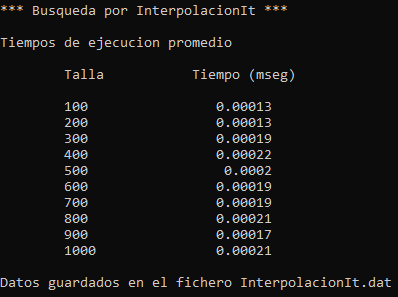 *** Busqueda por InterpolacionIt ***
Tiempos de ejecucion promedio
Talla Tiempo (mseg)
100 0.00013
200 0.00013
300 0.00019
400 0.00022
500 0.0002
600 0.00019
700 0.00019
800 0.00021
900 0.00017
1000 0.00021
Datos guardados en el fichero InterpolacionIt.dat